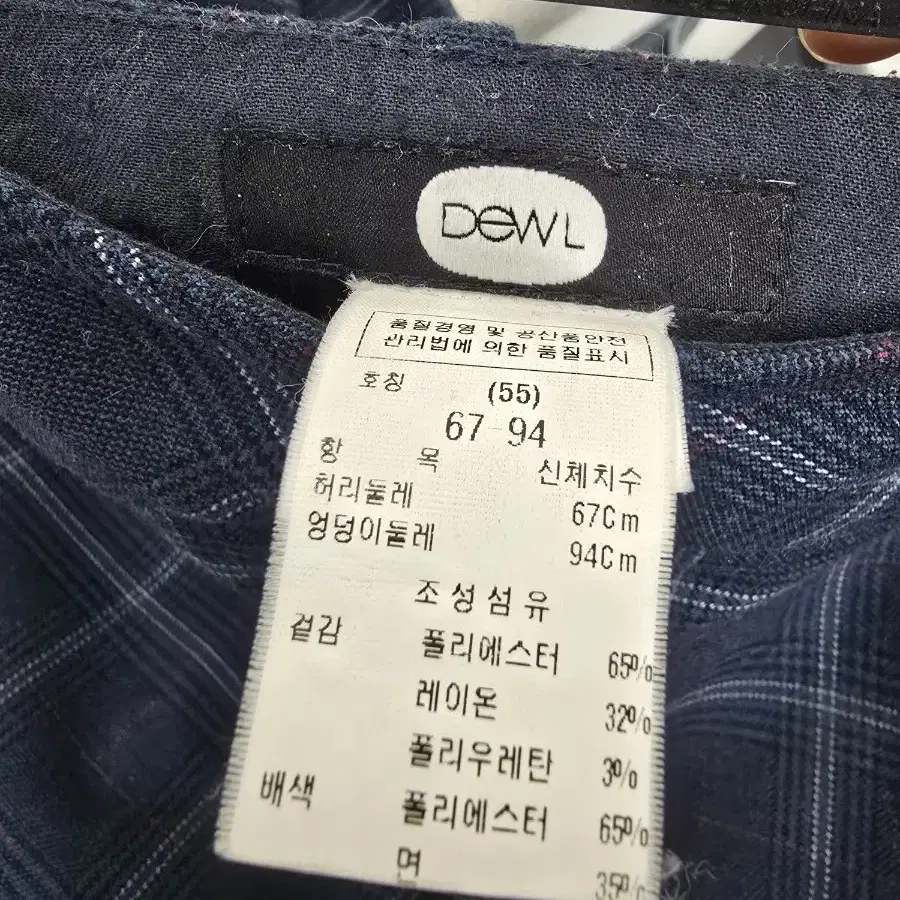 DewL
품질경영 및 공산품안전
관리법에 의한 품질표시
호칭 (55)
67-94
항 목 신체치수
허리둘레 67Cm
엉덩이둘레 94Cm
조성섬유
겉감 폴리에스터 65%
레이온 32%
폴리우레탄 3%
배색 폴리에스터 65%
면 35%